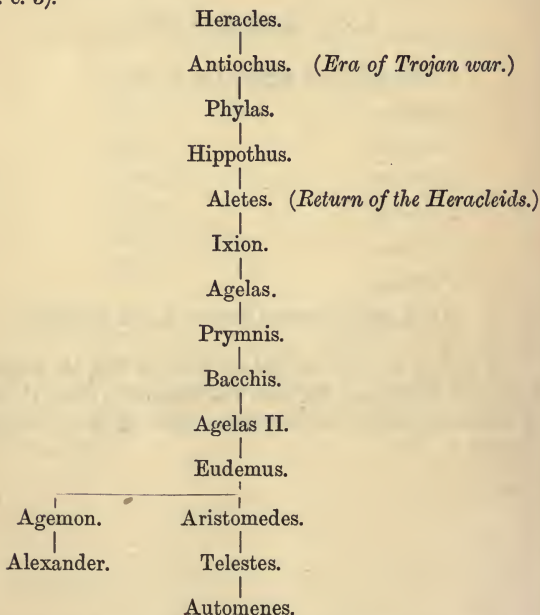 c. 3).
Heracles.
Antiochus. (Era of Trojan war.)
Phylas.
Hippothus.
Aletes. (Return of the Heracleids.)
Ixion.
Agelas.
Prymnis.
Bacchis.
Agelas II.
Eudemus.
Agemon. Aristomedes.
Alexander. Telestes.
Automenes.